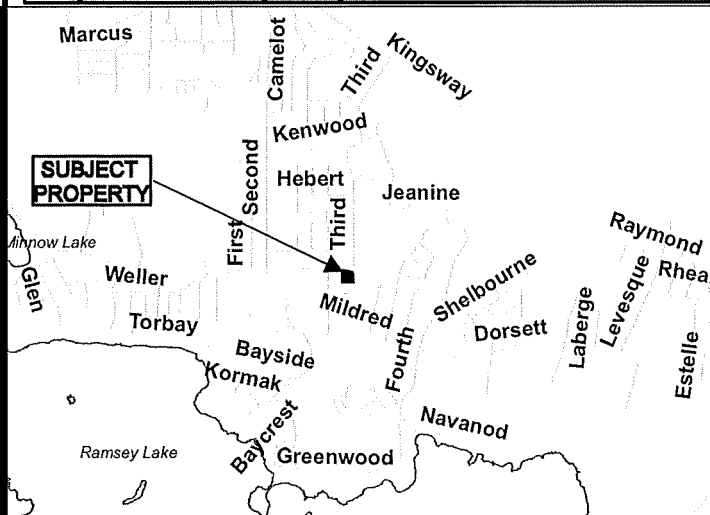 Marcus
Camelot
Third
Kingsway
Kenwood
SUBJECT
PROPERTY
First
Second
Hebert
Third
Jeanine
Minnow Lake
Glen
Weller
Torbay
Mildred
Fourth
Shelbourne
Dorsett
Raymond
Rhea
Laberge
Levesque
Estelle
Bayside
Kormak
Baycrest
Navanod
Ramsey Lake
Greenwood